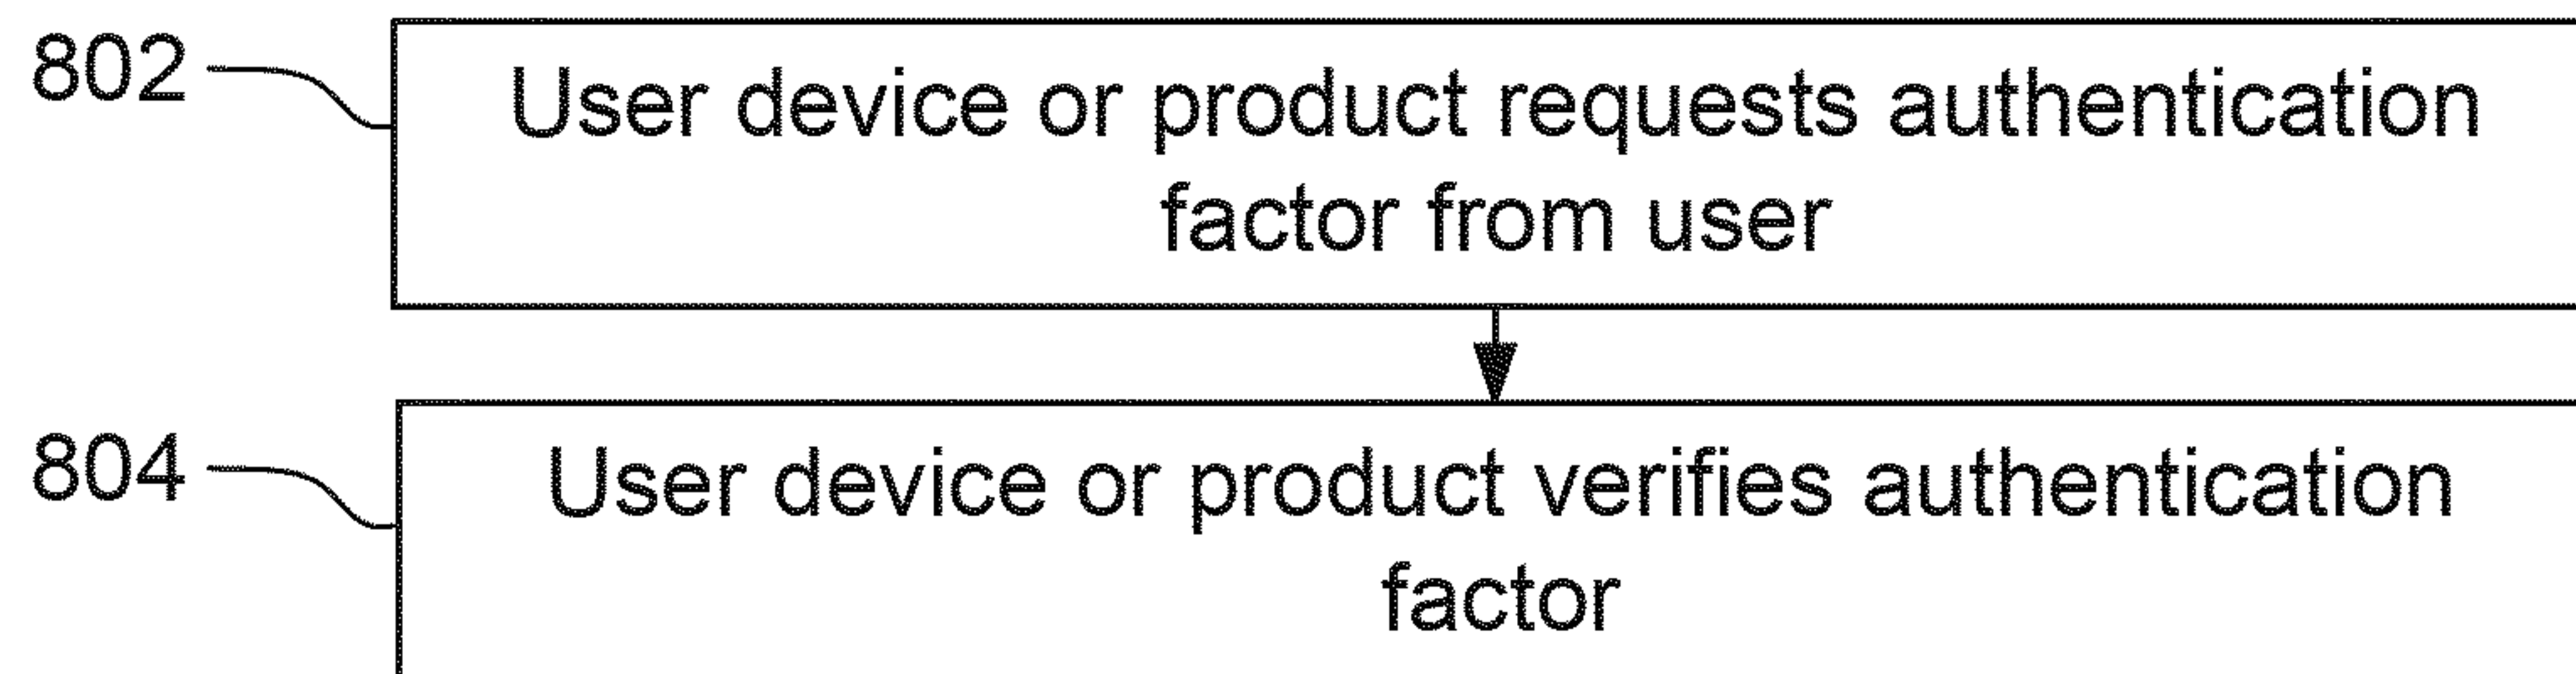 802
User device or product requests authentication
factor from user
804
User device or product verifies authentication
factor